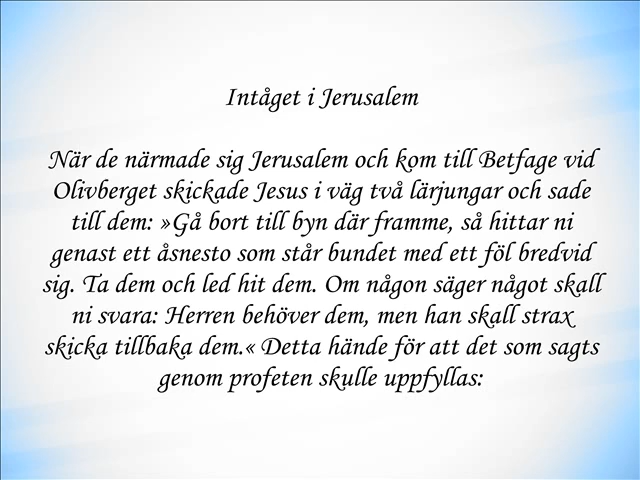 Intåget i Jerusalem
När de närmade sig Jerusalem och kom till Betfage vid
Olivberget skickade Jesus i väg två lärjungar och sade
till dem: »Gå bort till byn där framme, så hittar ni
genast ett åsnesto som står bundet med ett föl bredvid
sig. Ta dem och led hit dem. Om någon säger något skall
ni svara: Herren behöver dem, men han skall strax
skicka tillbaka dem.« Detta hände för att det som sagts
genom profeten skulle uppfyllas: